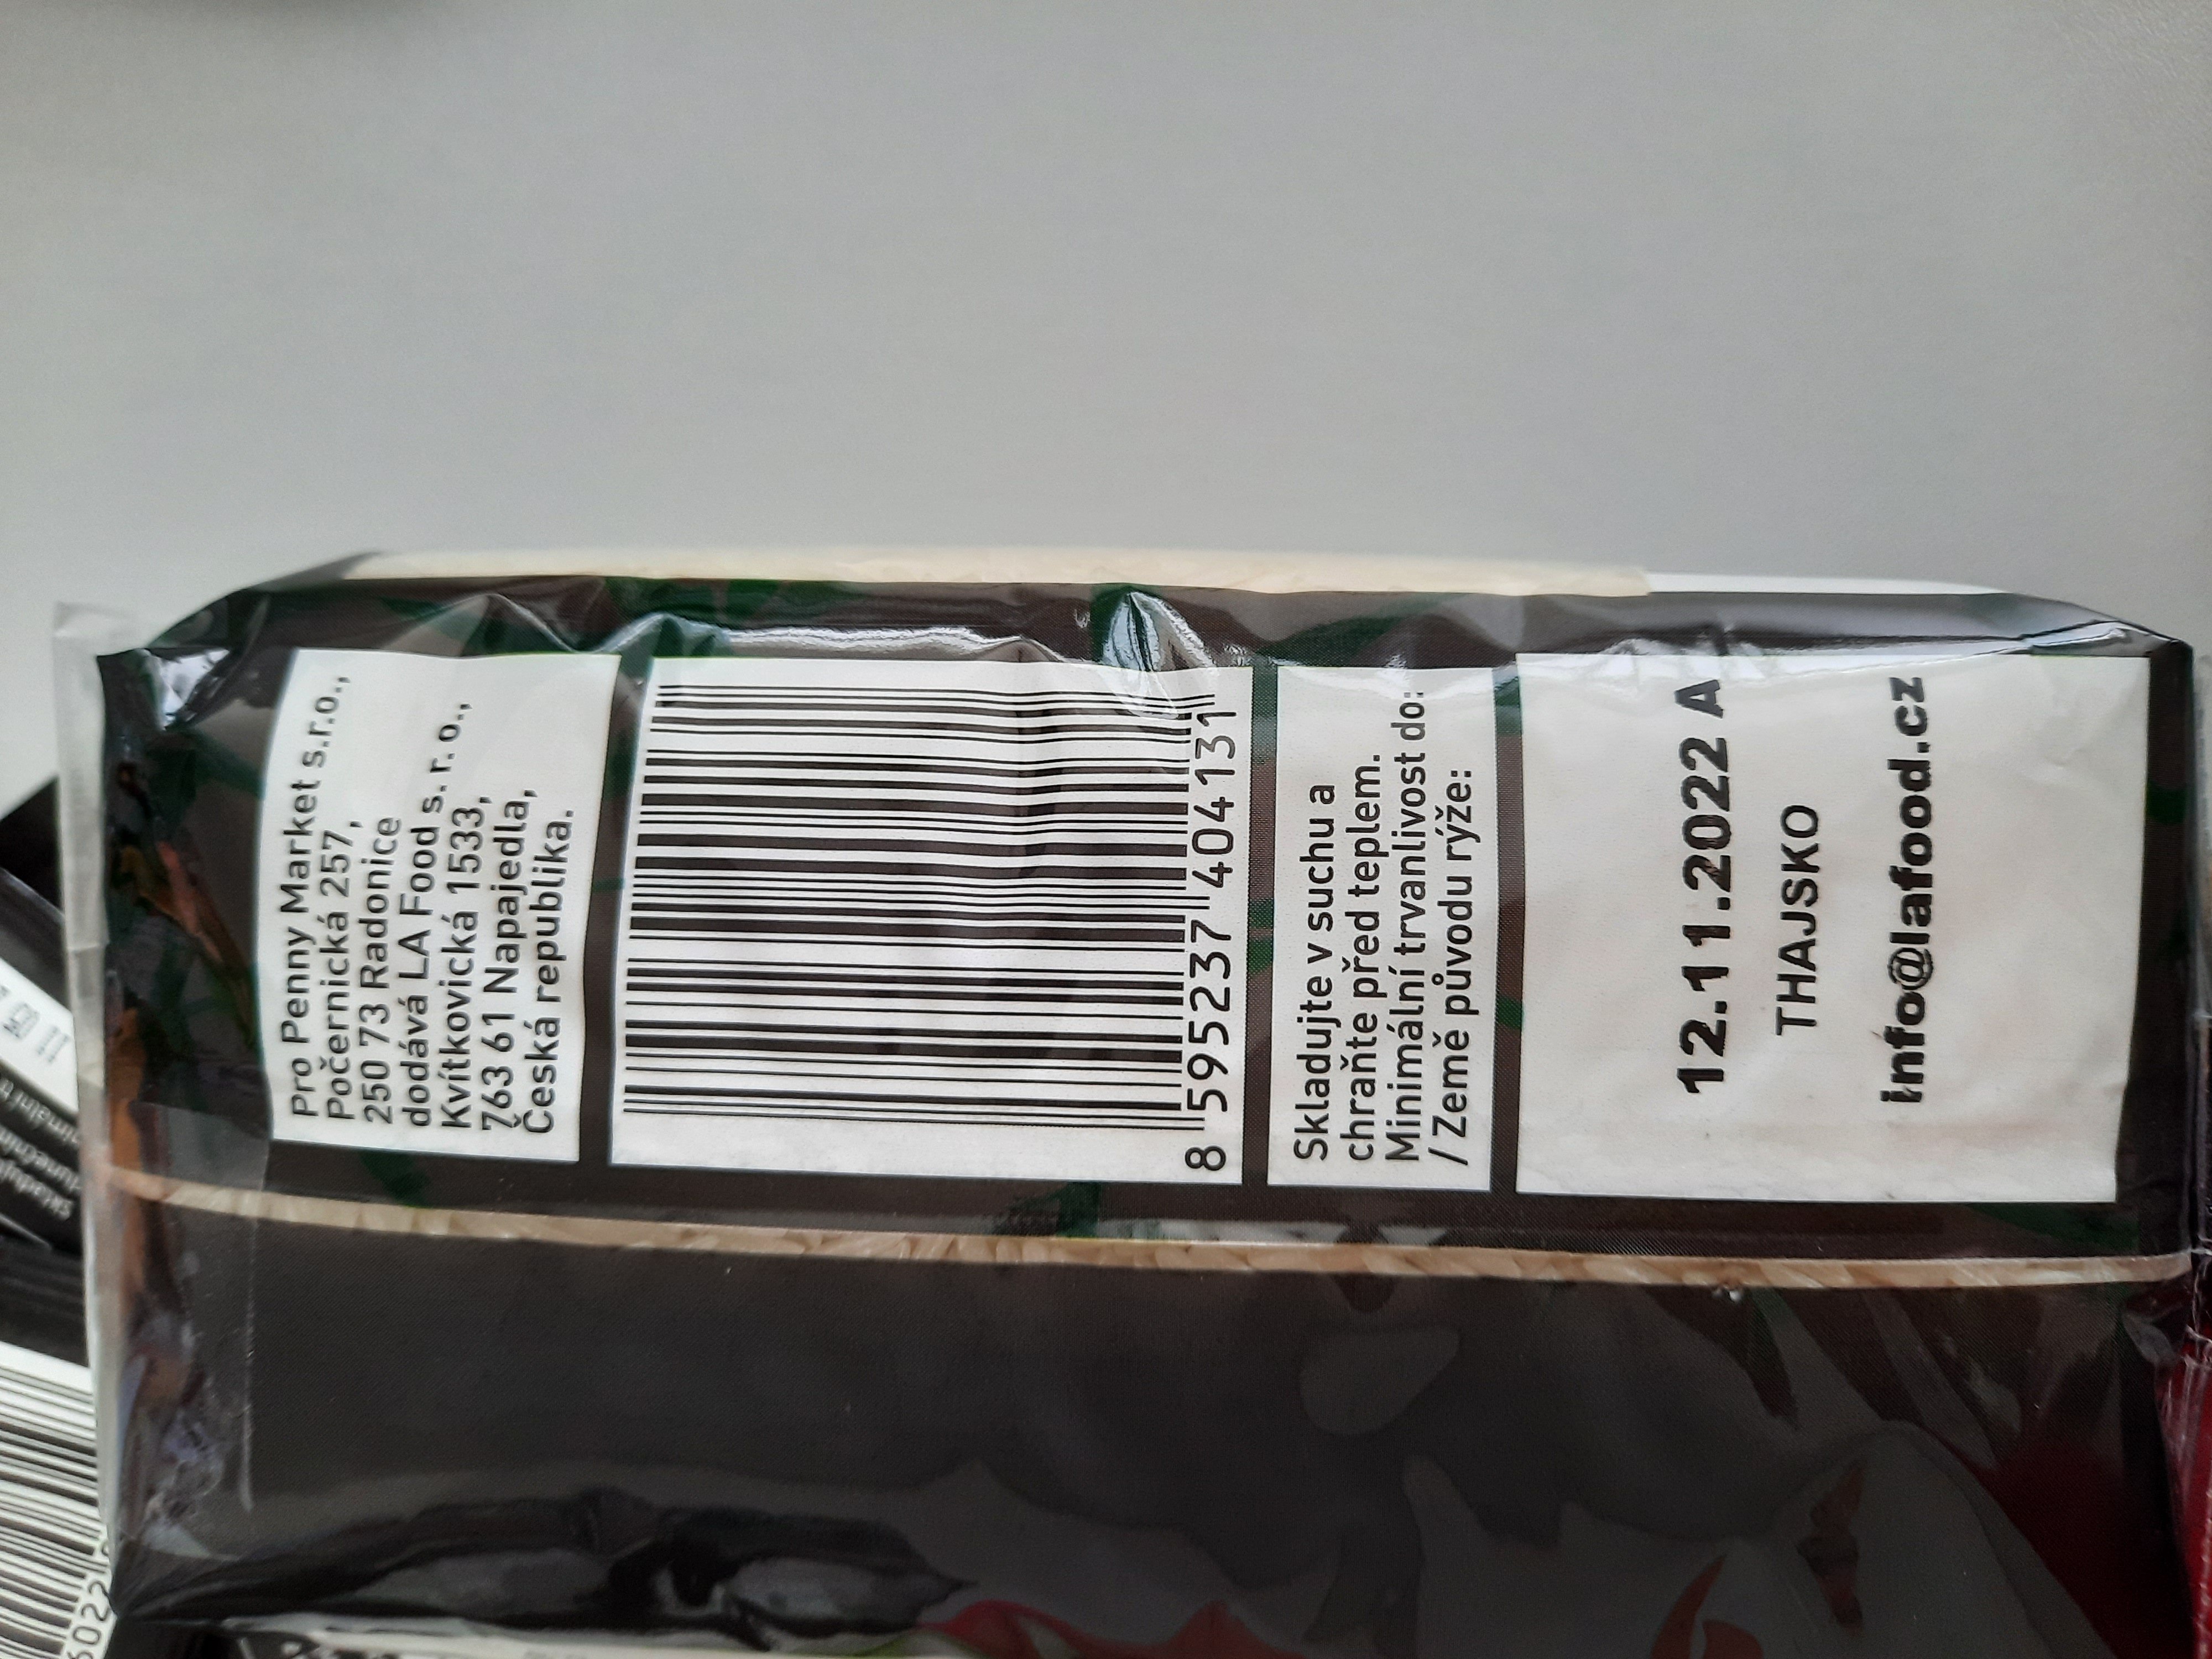 Pro Penny Market s.r.o.,
Počernická 257,
250 73 Radonice
dodává LA Food s. r. o.,
Kvítkovická 1533,
763 61 Napajedla,
Česká republika.
8 595237 404131
Skladujte v suchu a
chraňte před teplem.
Minimální trvanlivost do:
/ Země původu rýže:
12.11.2022 A
THAJSKO
info@lafood.cz